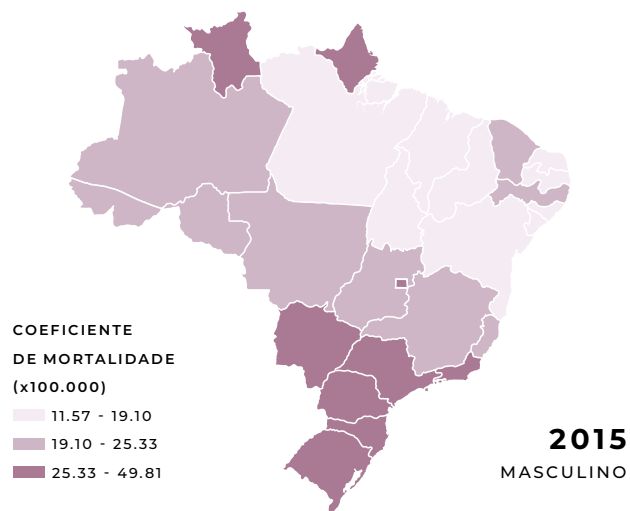 COEFICIENTE
DE MORTALIDADE
(x100.000)
11.57 - 19.10
19.10 - 25.33
25.33 - 49.81
2015
MASCULINO